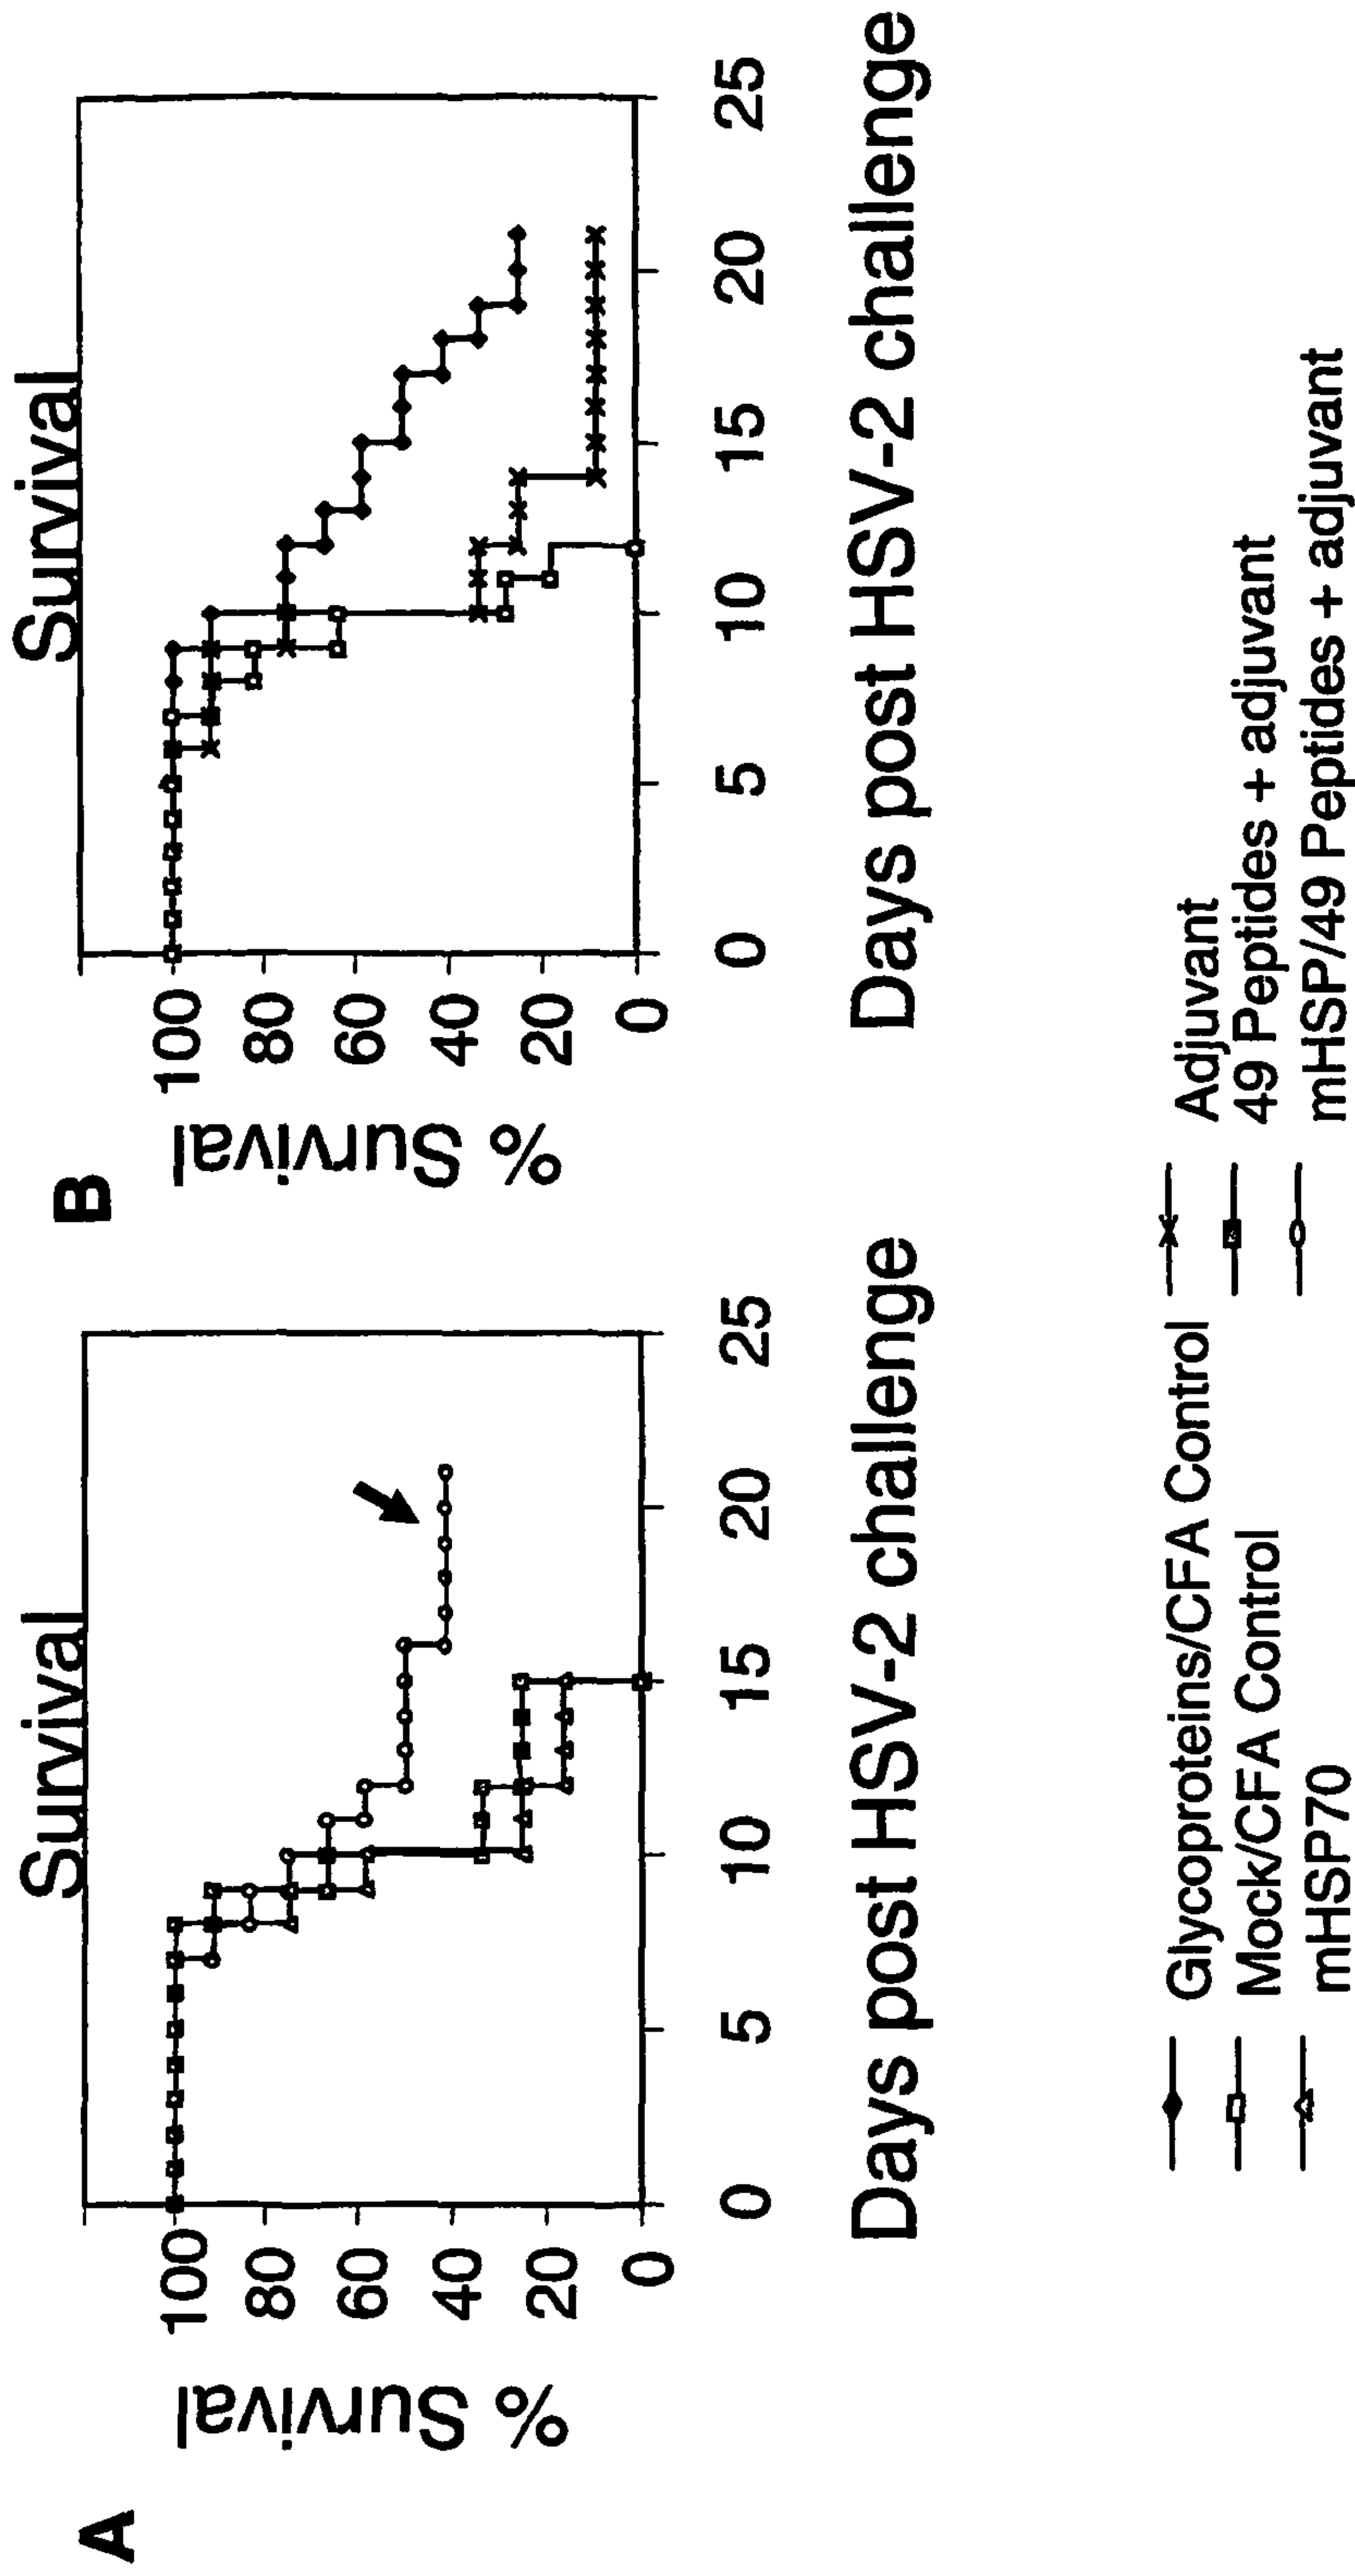 A
Survival
% Survival
100
80
60
40
20
0
0 5 10 15 20 25
Days post HSV-2 challenge
B
Survival
% Survival
100
80
60
40
20
0
0 5 10 15 20 25
Days post HSV-2 challenge
Glycoproteins/CFA Control
Mock/CFA Control
mHSP70
Adjuvant
49 Peptides + adjuvant
mHSP/49 Peptides + adjuvant